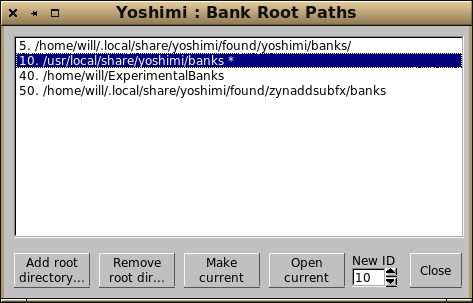 Yoshimi : Bank Root Paths
5. /home/will/.local/share/yoshimi/found/yoshimi/banks/
10. /usr/local/share/yoshimi/banks *
40. /home/will/ExperimentalBanks
50. /home/will/.local/share/yoshimi/found/zynaddsubfx/banks
Add root
directory...
Remove
root dir...
Make
current
Open
current
New ID
10
Close